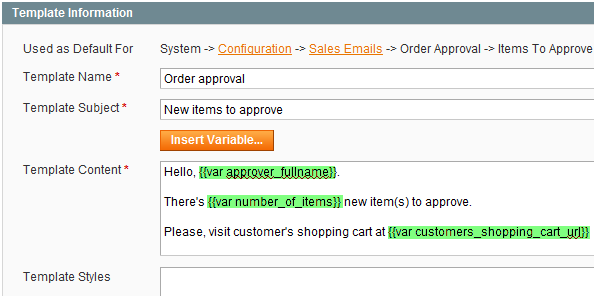 Template Information
Used as Default For System -> Configuration -> Sales Emails -> Order Approval -> Items To Approve
Template Name * Order approval
Template Subject * New items to approve
Insert Variable...
Template Content * Hello, {{var approver_fullname}}.
There's {{var number_of_items}} new item(s) to approve.
Please, visit customer's shopping cart at {{var customers_shopping_cart_url}}
Template Styles